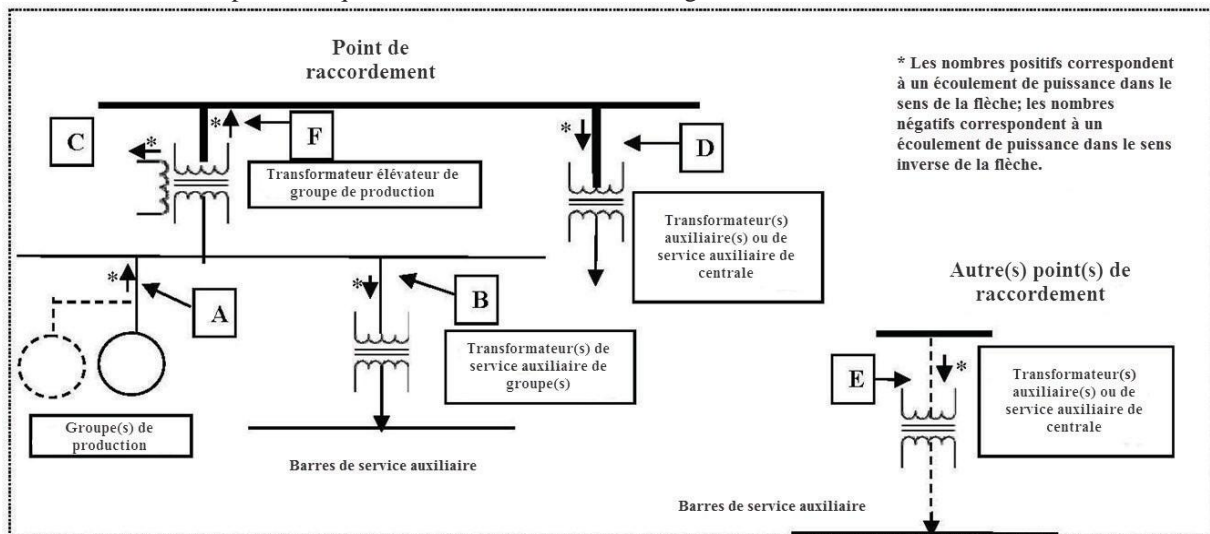 Point de
raccordement
* Les nombres positifs correspondent
à un écoulement de puissance dans le
sens de la flèche; les nombres
négatifs correspondent à un
écoulement de puissance dans le sens
inverse de la flèche.
C
*
*
F
*
D
Transformateur élévateur de
groupe de production
Transformateur(s)
auxiliaire(s) ou de
service auxiliaire de
centrale
Autre(s) point(s) de
raccordement
*
A
*
B
Transformateur(s) de
service auxiliaire de
groupe(s)
E
*
Transformateur(s)
auxiliaire(s) ou de
service auxiliaire de
centrale
Groupe(s) de
production
Barres de service auxiliaire
Barres de service auxiliaire